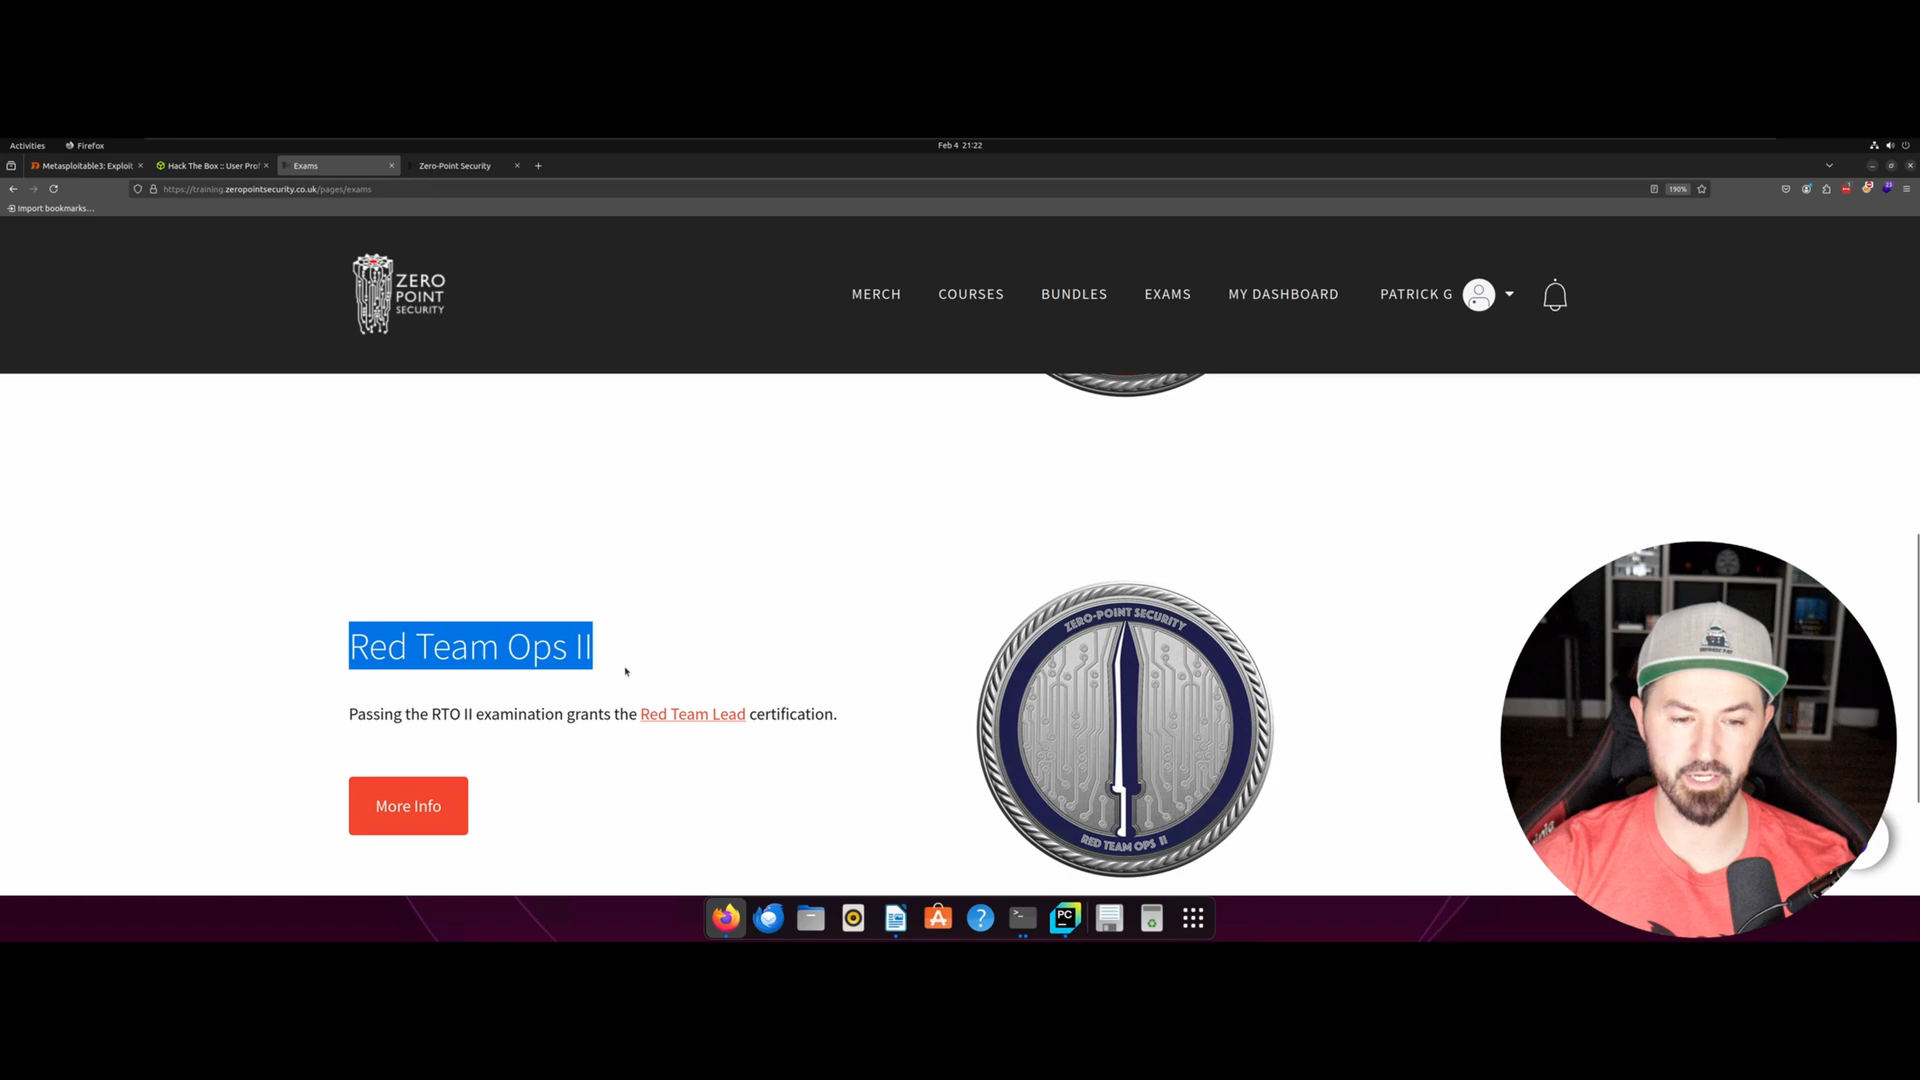 Activities
Firefox
Feb 4 21:22
Metasploitable3: Exploit
Hack The Box :: User Pro
Exams
Zero-Point Security
https://training.zeropointsecurity.co.uk/pages/exams
190%
Import bookmarks...
ZERO
POINT
SECURITY
MERCH
COURSES
BUNDLES
EXAMS
MY DASHBOARD
PATRICK G
Red Team Ops II
Passing the RTO II examination grants the Red Team Lead certification.
More Info
ZERO-POINT SECURITY
RED TEAM OPS II
PC